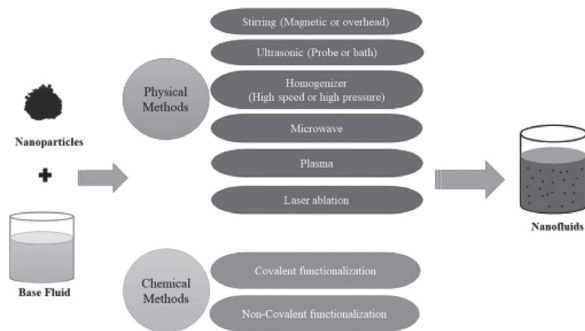 Nanoparticles
+
Base Fluid
Physical
Methods
Stirring (Magnetic or overhead)
Ultrasonic (Probe or bath)
Homogenizer
(High speed or high pressure)
Microwave
Plasma
Laser ablation
Chemical
Methods
Covalent functionalization
Non-Covalent functionalization
Nanofluids